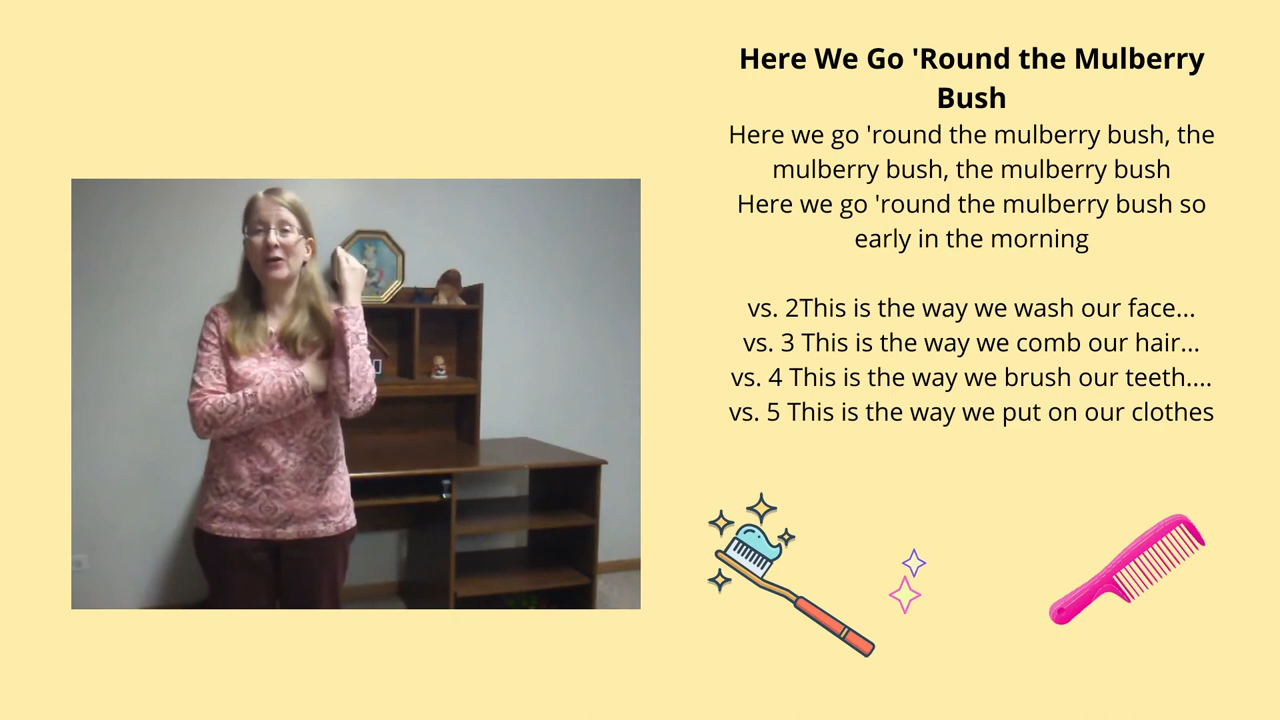 Here We Go 'Round the Mulberry
Bush
Here we go 'round the mulberry bush, the
mulberry bush, the mulberry bush
Here we go 'round the mulberry bush so
early in the morning
vs. 2This is the way we wash our face...
vs. 3 This is the way we comb our hair...
vs. 4 This is the way we brush our teeth....
vs. 5 This is the way we put on our clothes